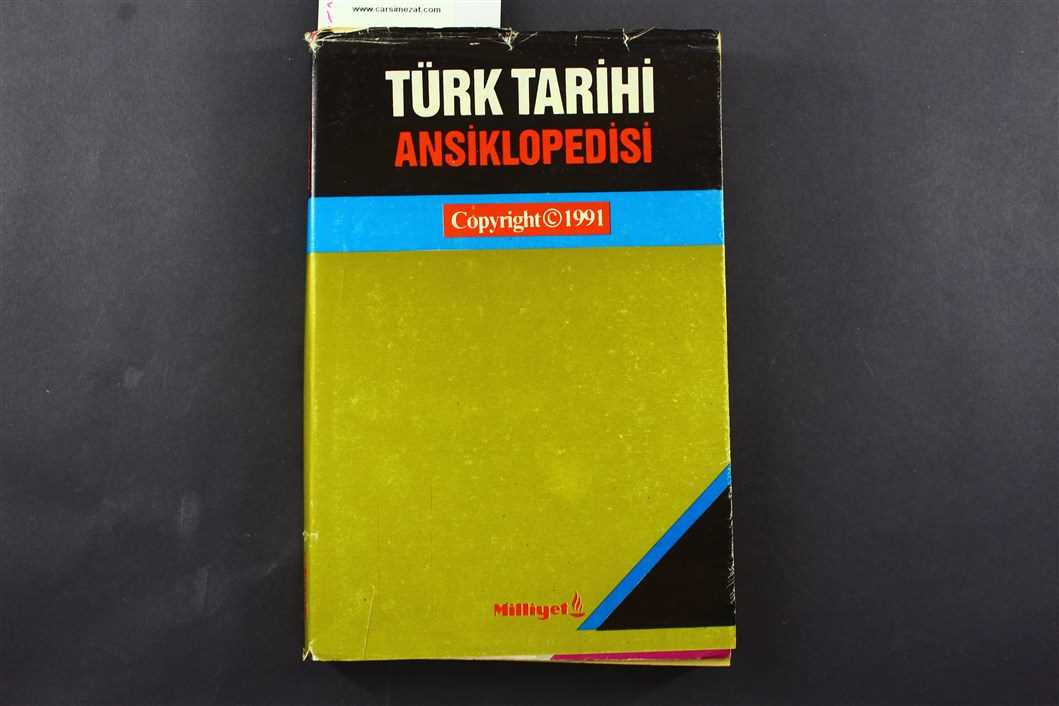 www.carsimezat.com
TÜRK TARİHİ
ANSİKLOPEDİSİ
Copyright©1991
Milliyet